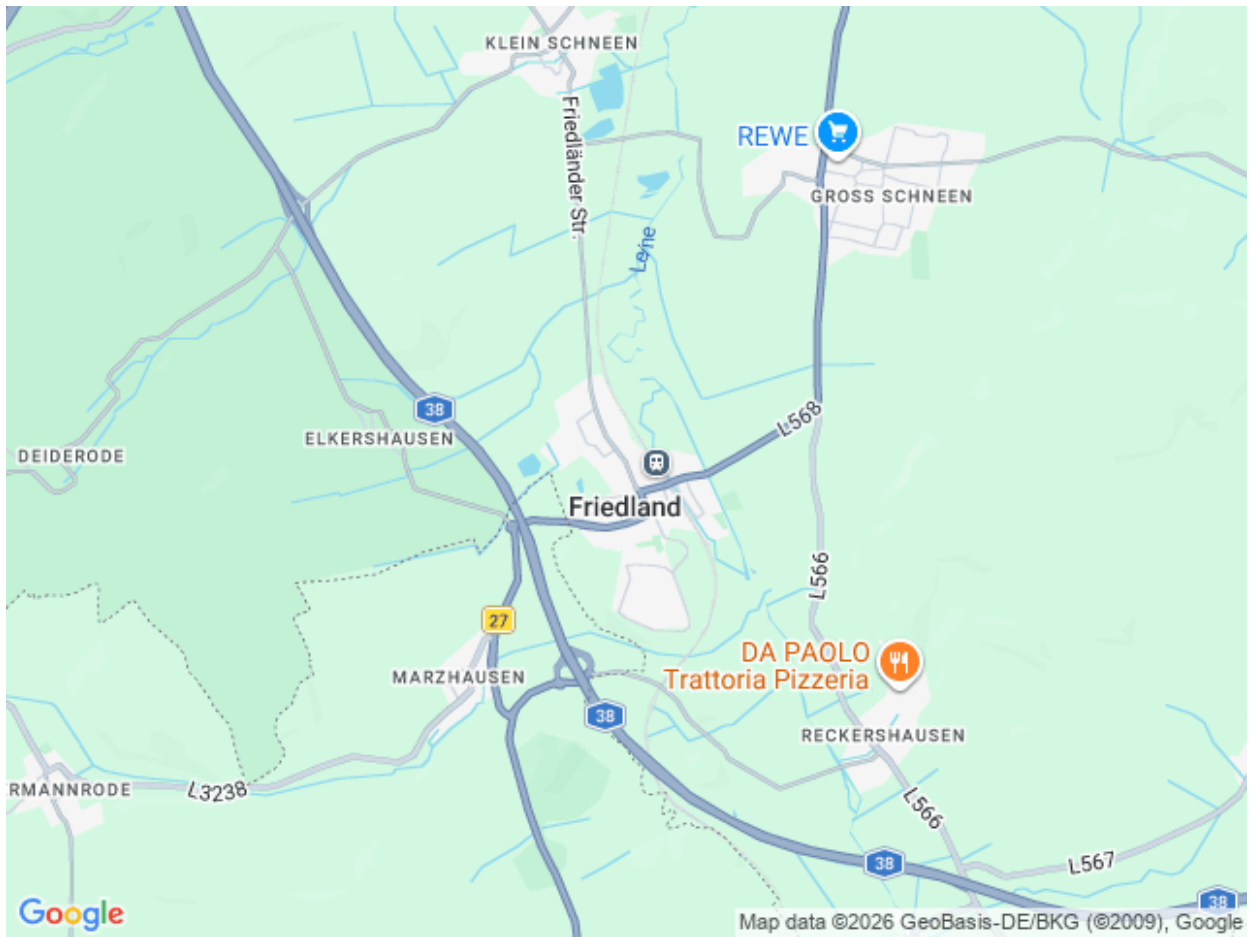 KLEIN SCHNEEN
Friedländer Str.
REWE
GROSS SCHNEEN
Leine
38
L568
ELKERSHAUSEN
DEIDERODE
Friedland
L566
27
DA PAOLO
Trattoria Pizzeria
MARZHAUSEN
38
RECKERSHAUSEN
ERMANNRODE
L3238
L566
38
L567
38
Google
Map data ©2026 GeoBasis-DE/BKG (©2009), Google